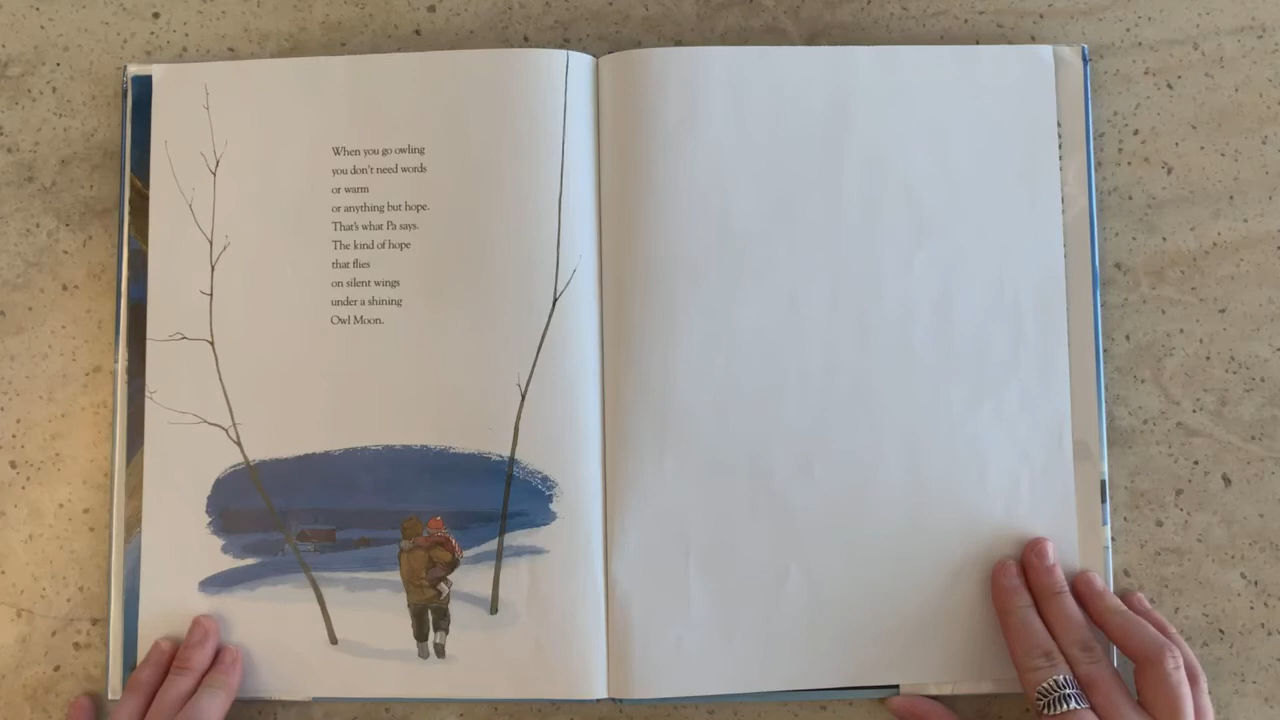 When you go owling
you don't need words
or warm
or anything but hope.
That's what Pa says.
The kind of hope
that flies
on silent wings
under a shining
Owl Moon.